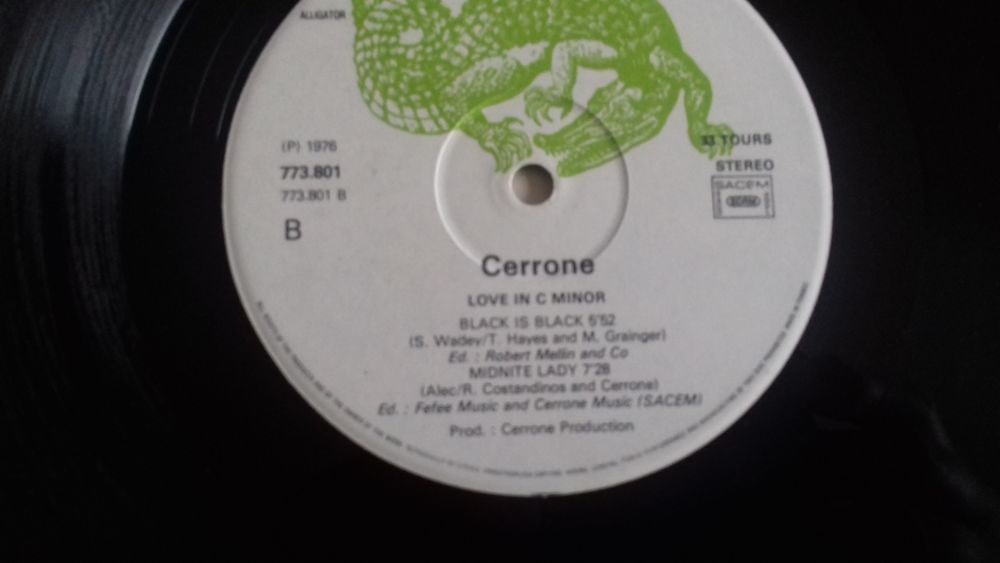 ALLIGATOR
(P) 1976
773.801
773.801 B
B
33 TOURS
STEREO
SACEM
Cerrone
LOVE IN C MINOR
BLACK IS BLACK 5'52
(S. Wadey/T. Hayes and M. Grainger)
Ed. : Robert Mellin and Co
MIDNITE LADY 7'28
(Alec/R. Costandinos and Cerrone)
Ed. : Fefee Music and Cerrone Music (SACEM)
Prod. : Cerrone Production